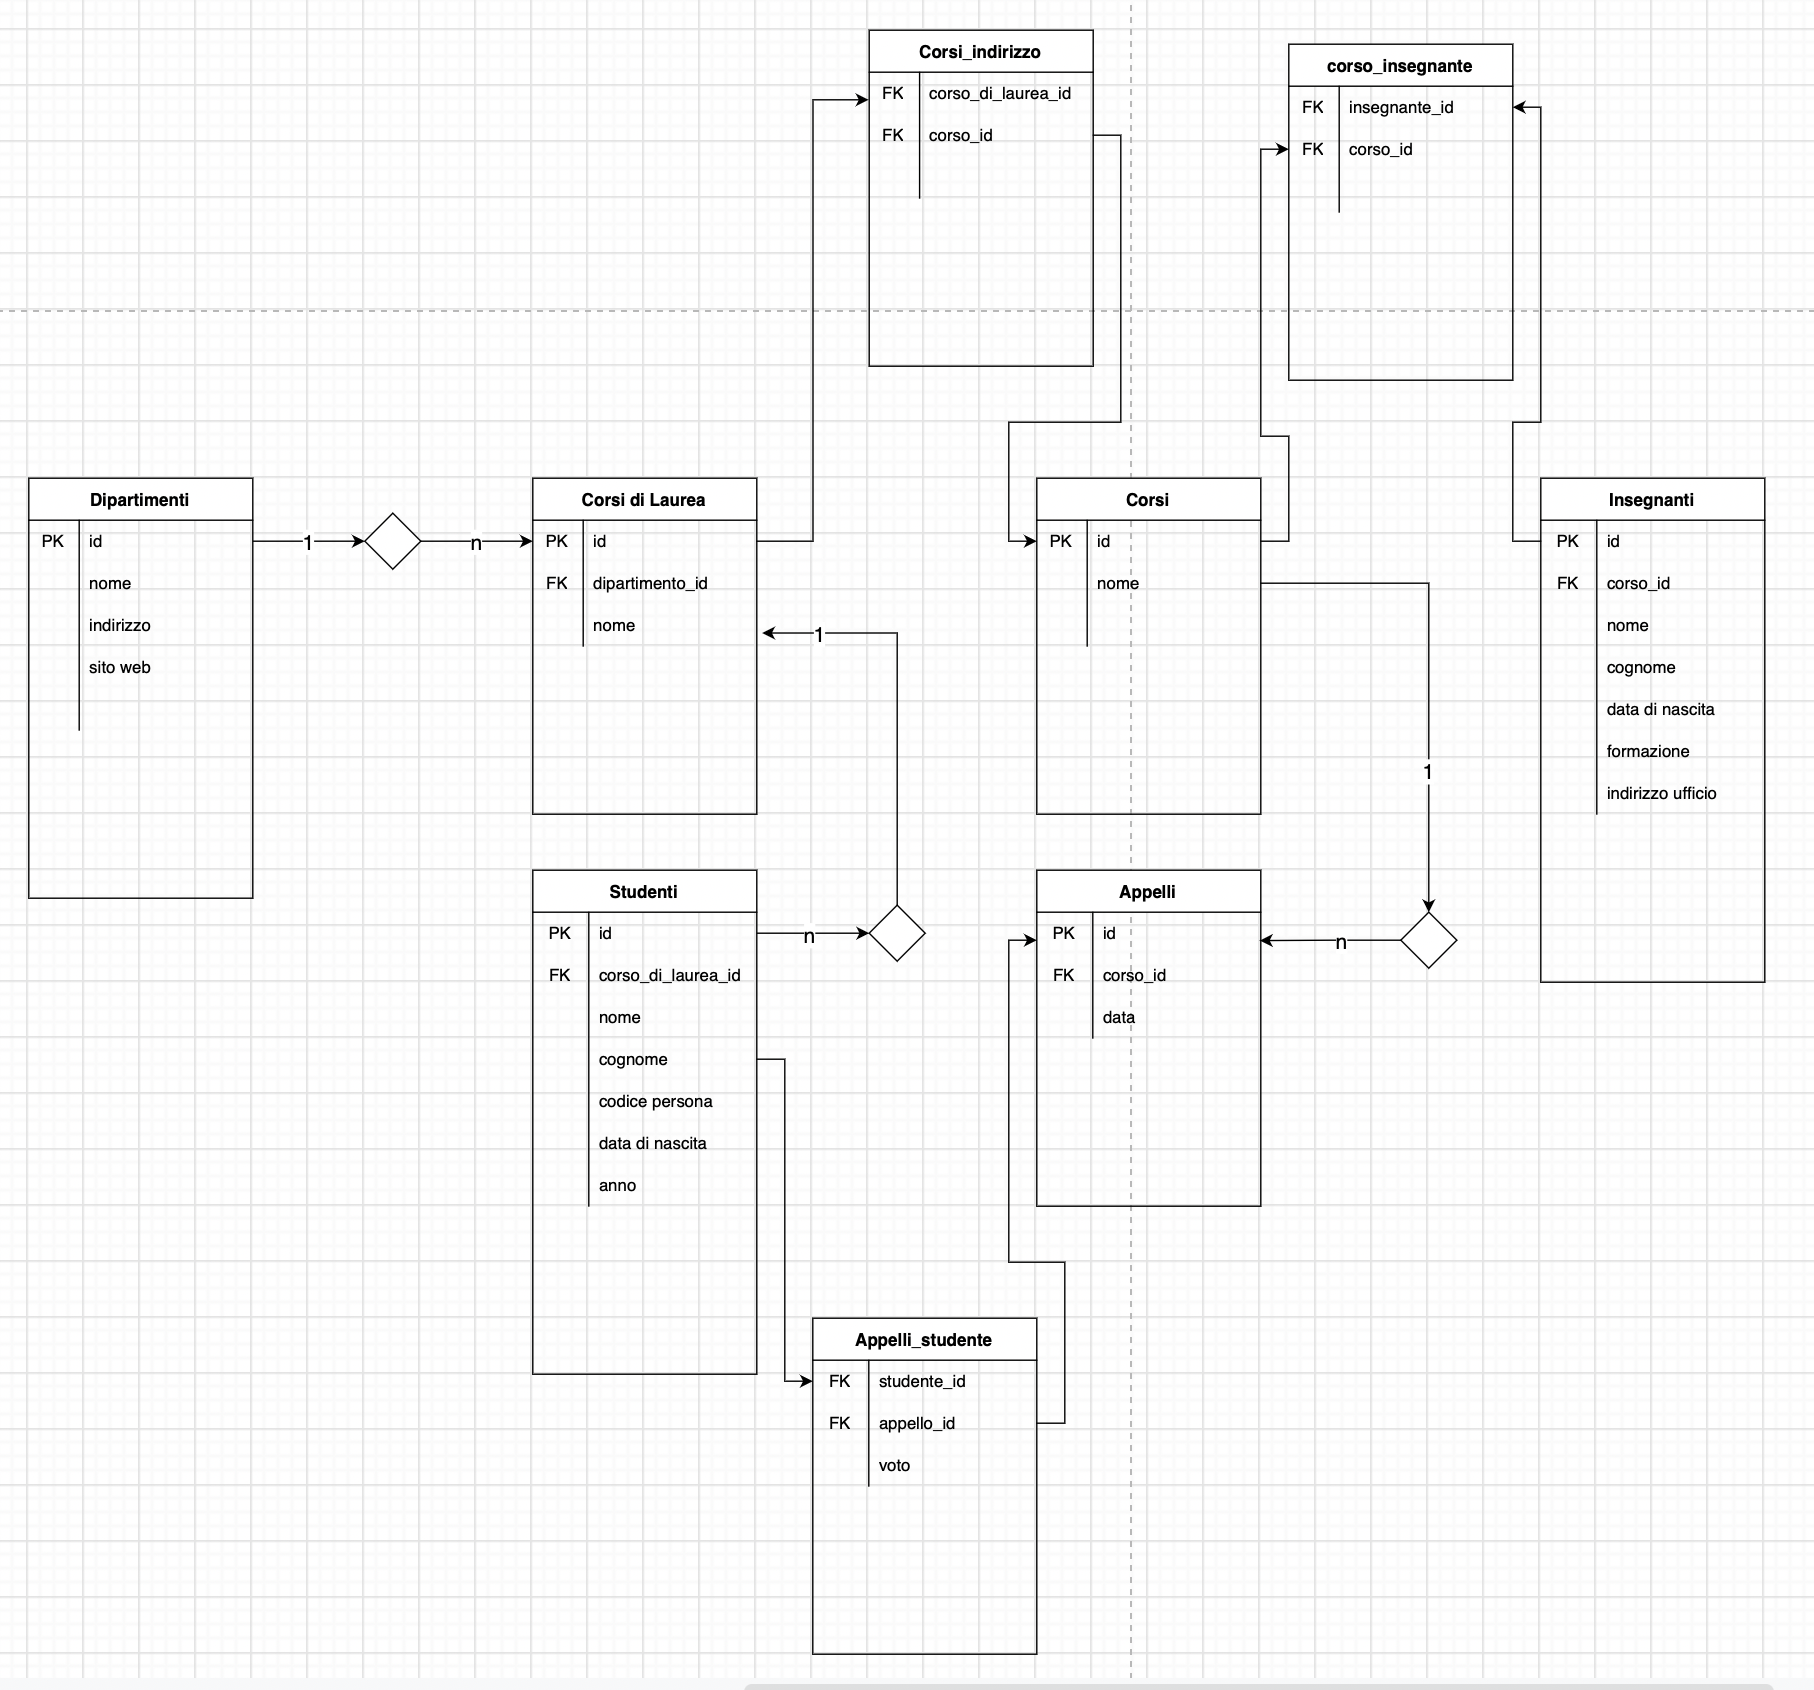 Corsi_indirizzo
FK corso_di_laurea_id
FK corso_id
corso_insegnante
FK insegnante_id
FK corso_id
Dipartimenti
PK id
nome
indirizzo
sito web
1
n
Corsi di Laurea
PK id
FK dipartimento_id
nome
1
Corsi
PK id
nome
1
Insegnanti
PK id
FK corso_id
nome
cognome
data di nascita
formazione
indirizzo ufficio
Studenti
PK id
FK corso_di_laurea_id
nome
cognome
codice persona
data di nascita
anno
n
Appelli
PK id
FK corso_id
data
n
Appelli_studente
FK studente_id
FK appello_id
voto